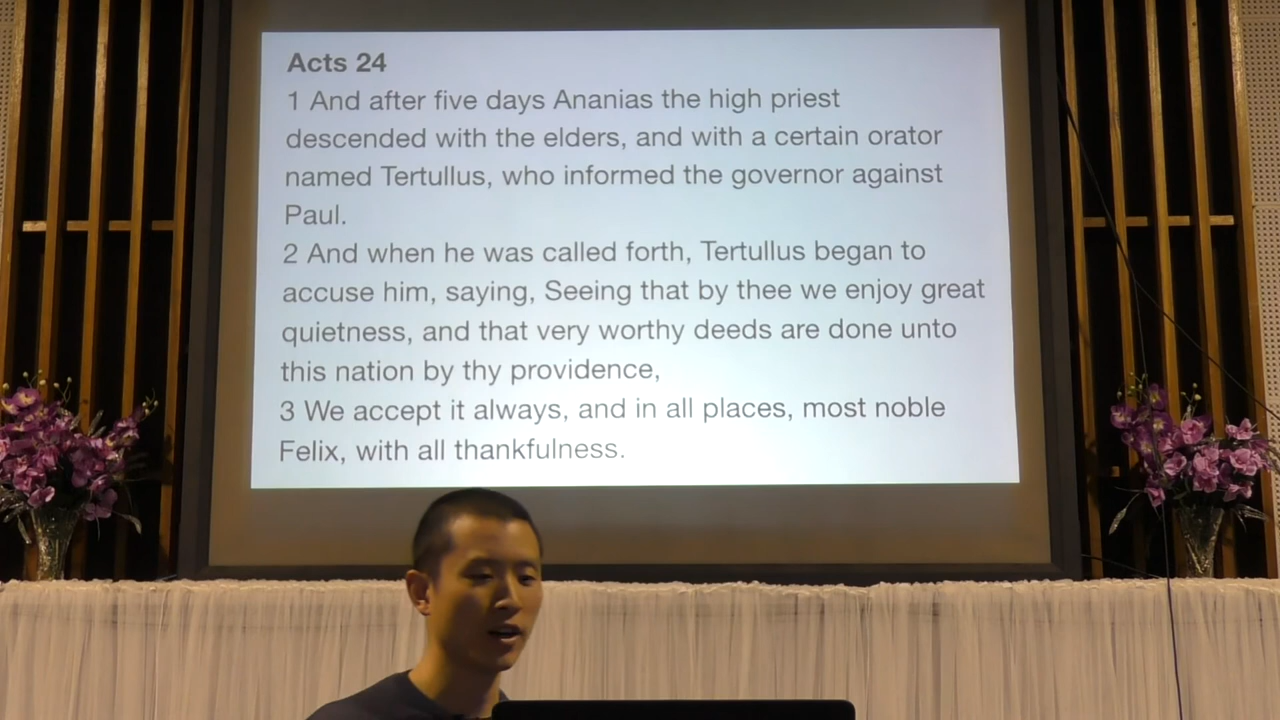 Acts 24
1 And after five days Ananias the high priest
descended with the elders, and with a certain orator
named Tertullus, who informed the governor against
Paul.
2 And when he was called forth, Tertullus began to
accuse him, saying, Seeing that by thee we enjoy great
quietness, and that very worthy deeds are done unto
this nation by thy providence,
3 We accept it always, and in all places, most noble
Felix, with all thankfulness.